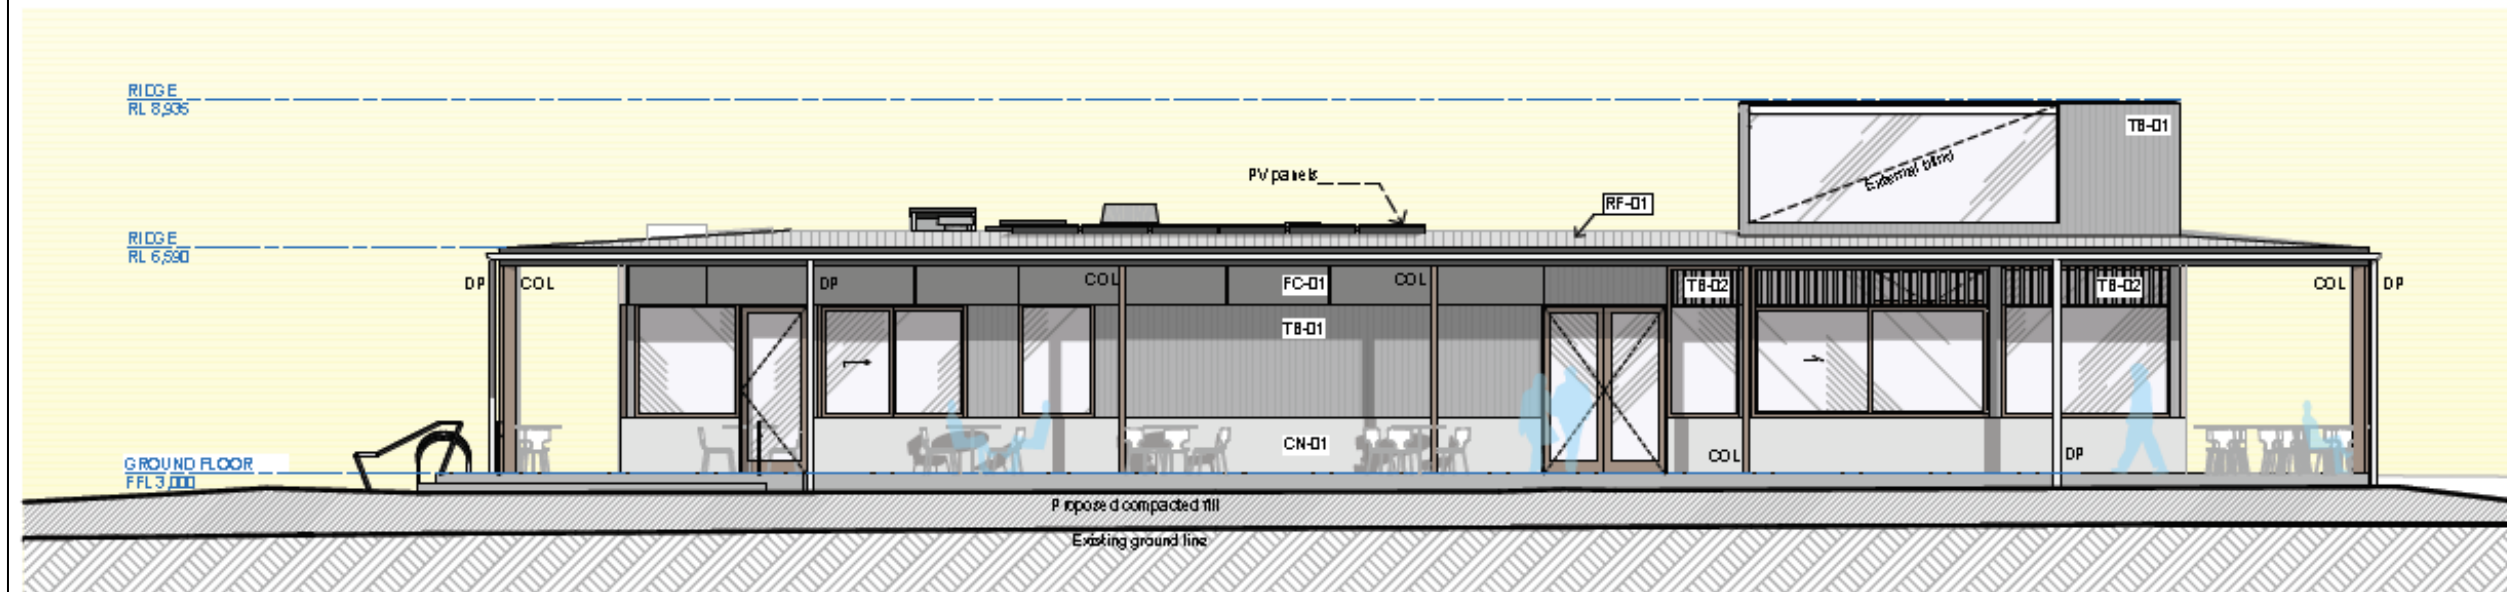 RIDGE
RL 8,935
TB-01
External blind
PV panels
RF-01
RIDGE
RL 6,590
DP
COL
DP
COL
FC-01
COL
TB-02
TB-02
COL
DP
TB-01
CN-01
COL
DP
GROUND FLOOR
FFL 3,000
Proposed compacted fill
Existing ground line